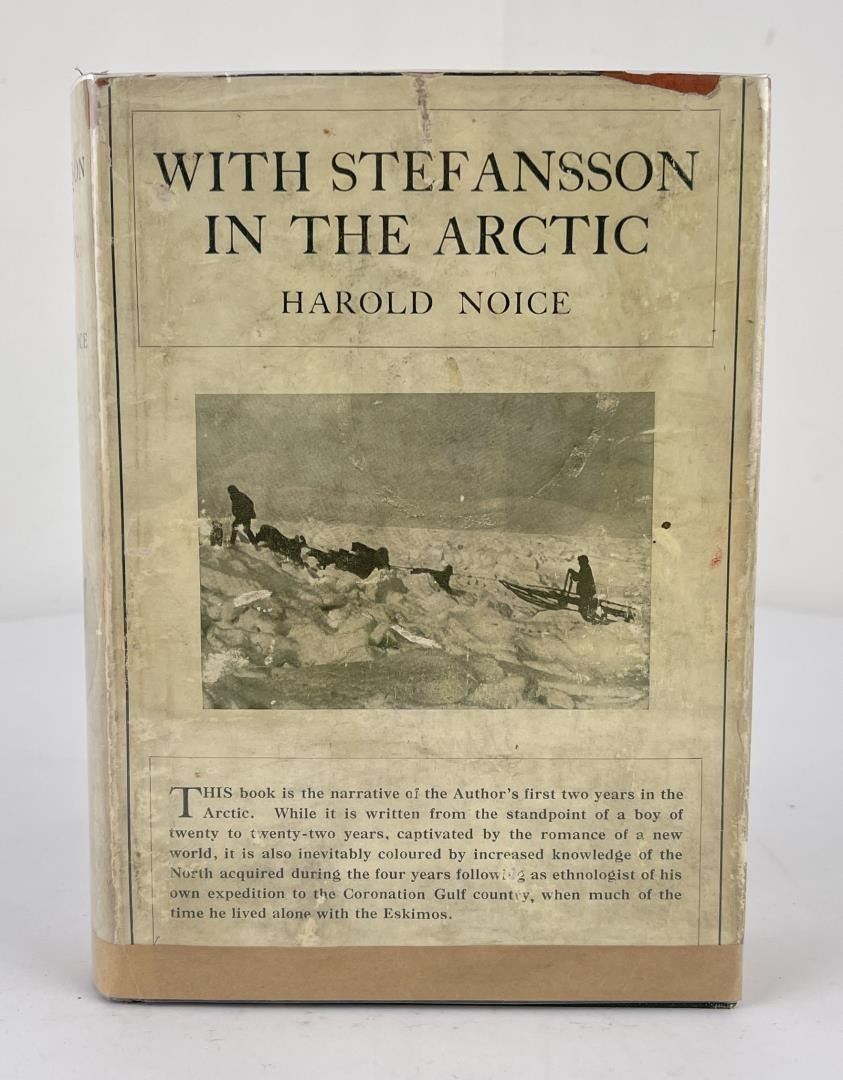 WITH STEFANSSON
IN THE ARCTIC
HAROLD NOICE
THIS book is the narrative of the Author's first two years in the
Arctic. While it is written from the standpoint of a boy of
twenty to twenty-two years, captivated by the romance of a new
world, it is also inevitably coloured by increased knowledge of the
North acquired during the four years following as ethnologist of his
own expedition to the Coronation Gulf country, when much of the
time he lived alone with the Eskimos.